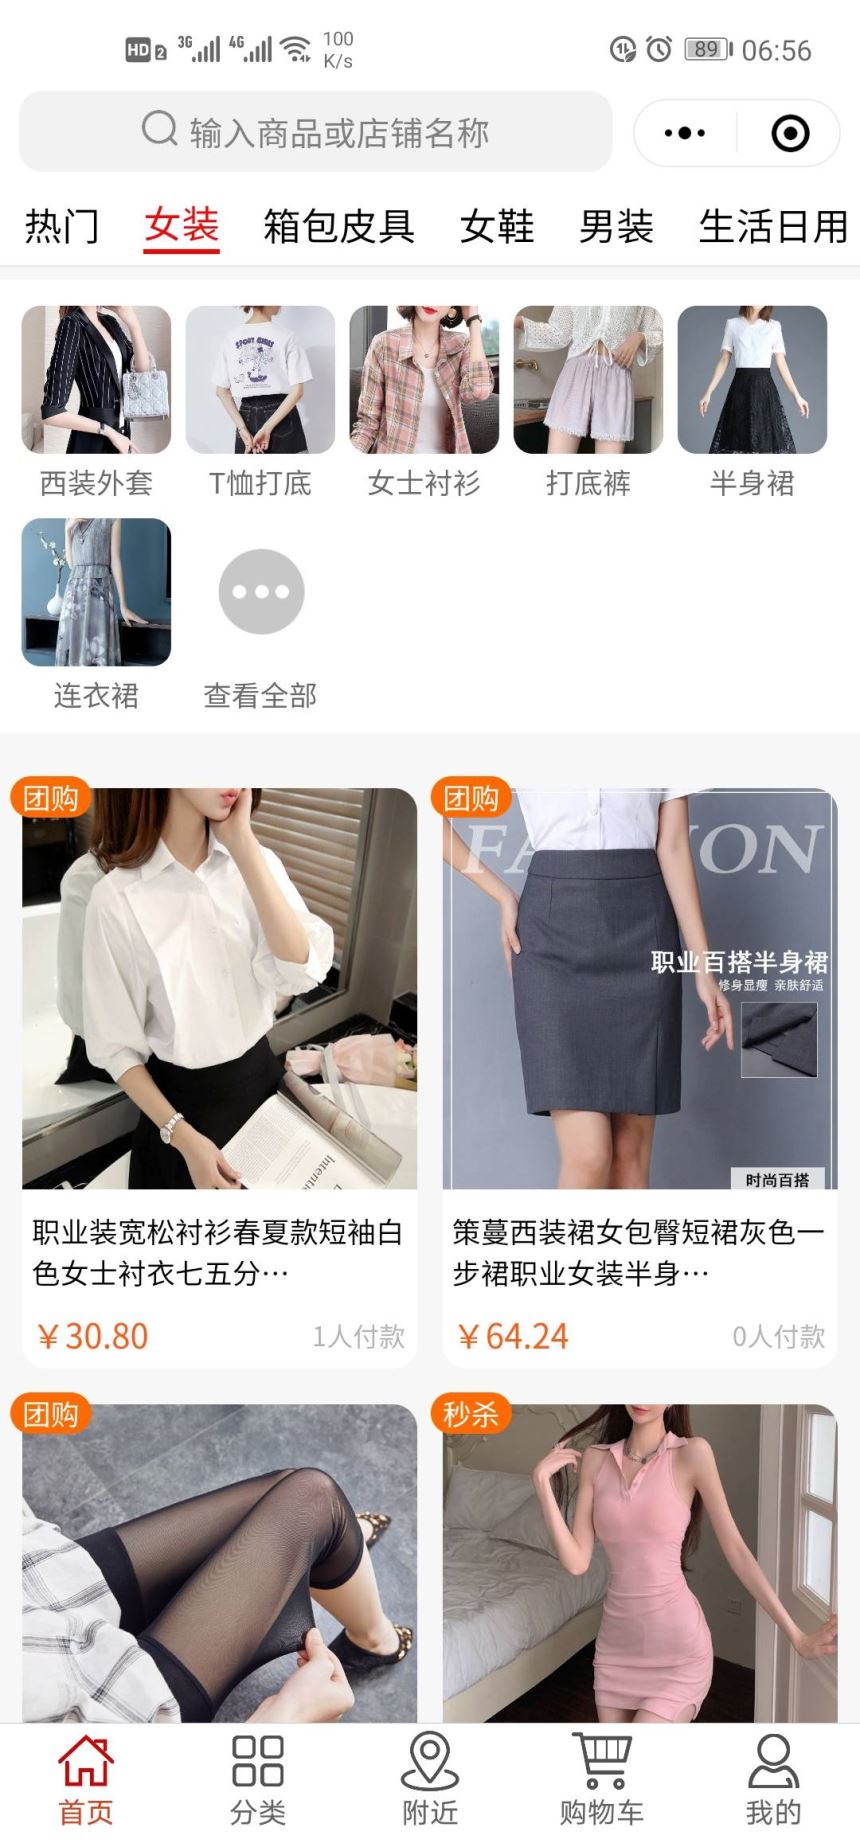 HD 2 3G 4G 100 K/s 89 06:56
输入商品或店铺名称
热门 女装 箱包皮具 女鞋 男装 生活日用
SPORT GIRLS
西装外套 T恤打底 女士衬衫 打底裤 半身裙
连衣裙 查看全部
团购
团购
FA ON
职业百搭半身裙
修身显瘦 亲肤舒适
时尚百搭
职业装宽松衬衫春夏款短袖白
色女士衬衣七五分…
¥30.80 1人付款
策蔓西装裙女包臀短裙灰色一
步裙职业女装半身…
¥64.24 0人付款
团购
秒杀
首页 分类 附近 购物车 我的